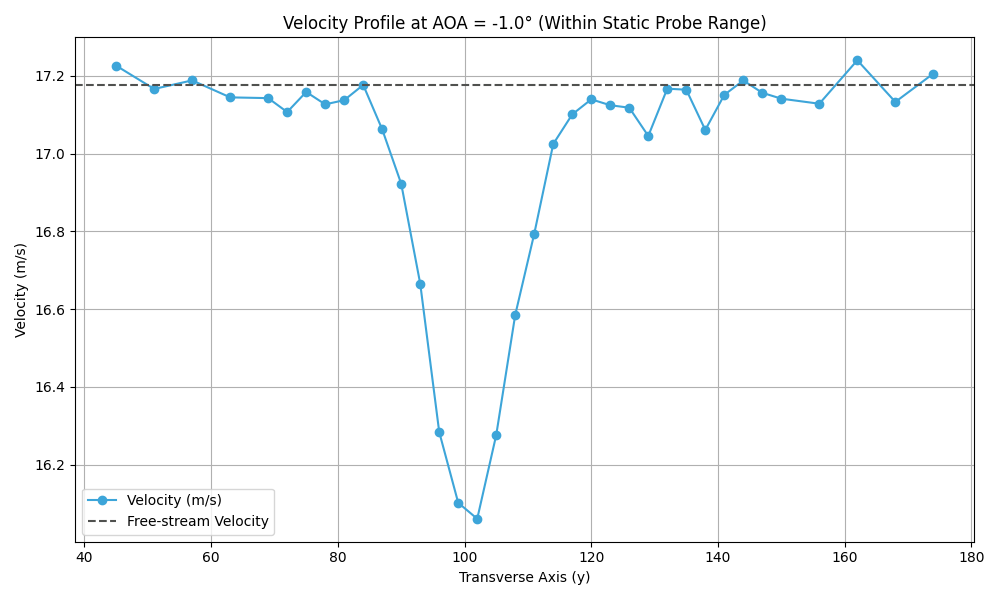 Velocity Profile at AOA = -1.0° (Within Static Probe Range)
Velocity (m/s)
17.2
17.0
16.8
16.6
16.4
16.2
Velocity (m/s)
Free-stream Velocity
40 60 80 100 120 140 160 180
Transverse Axis (y)